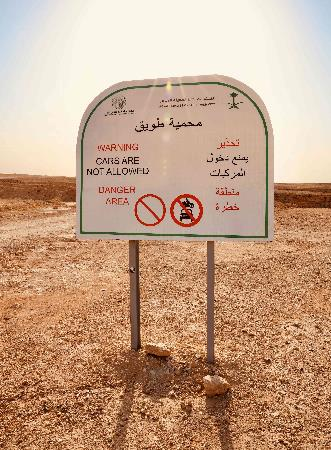 محمية طويق
WARNING
CARS ARE
NOT ALLOWED
DANGER
AREA
تحذير
يمنع دخول
المركبات
منطقة
خطرة